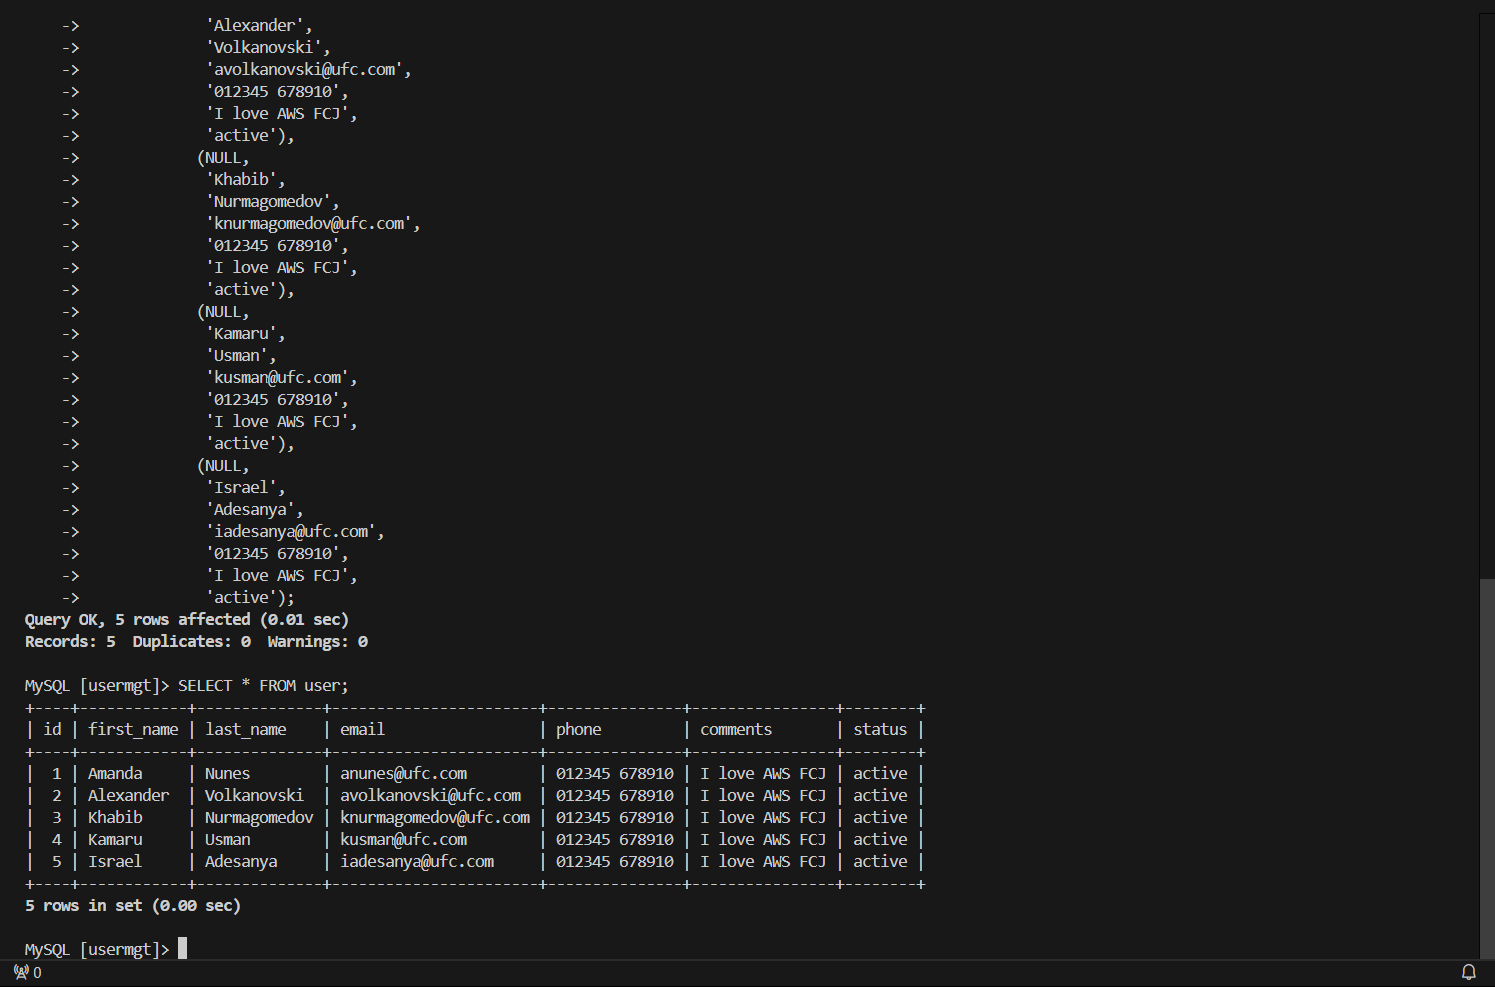 ->              'Alexander',
    ->              'Volkanovski',
    ->              'avolkanovski@ufc.com',
    ->              '012345 678910',
    ->              'I love AWS FCJ',
    ->              'active'),
    ->             (NULL,
    ->              'Khabib',
    ->              'Nurmagomedov',
    ->              'knurmagomedov@ufc.com',
    ->              '012345 678910',
    ->              'I love AWS FCJ',
    ->              'active'),
    ->             (NULL,
    ->              'Kamaru',
    ->              'Usman',
    ->              'kusman@ufc.com',
    ->              '012345 678910',
    ->              'I love AWS FCJ',
    ->              'active'),
    ->             (NULL,
    ->              'Israel',
    ->              'Adesanya',
    ->              'iadesanya@ufc.com',
    ->              '012345 678910',
    ->              'I love AWS FCJ',
    ->              'active');
Query OK, 5 rows affected (0.01 sec)
Records: 5  Duplicates: 0  Warnings: 0

MySQL [usermgt]> SELECT * FROM user;
+----+------------+--------------+-----------------------+---------------+----------------+--------+
| id | first_name | last_name    | email                 | phone         | comments       | status |
+----+------------+--------------+-----------------------+---------------+----------------+--------+
|  1 | Amanda     | Nunes        | anunes@ufc.com        | 012345 678910 | I love AWS FCJ | active |
|  2 | Alexander  | Volkanovski  | avolkanovski@ufc.com  | 012345 678910 | I love AWS FCJ | active |
|  3 | Khabib     | Nurmagomedov | knurmagomedov@ufc.com | 012345 678910 | I love AWS FCJ | active |
|  4 | Kamaru     | Usman        | kusman@ufc.com        | 012345 678910 | I love AWS FCJ | active |
|  5 | Israel     | Adesanya     | iadesanya@ufc.com     | 012345 678910 | I love AWS FCJ | active |
+----+------------+--------------+-----------------------+---------------+----------------+--------+
5 rows in set (0.00 sec)

MySQL [usermgt]>
0